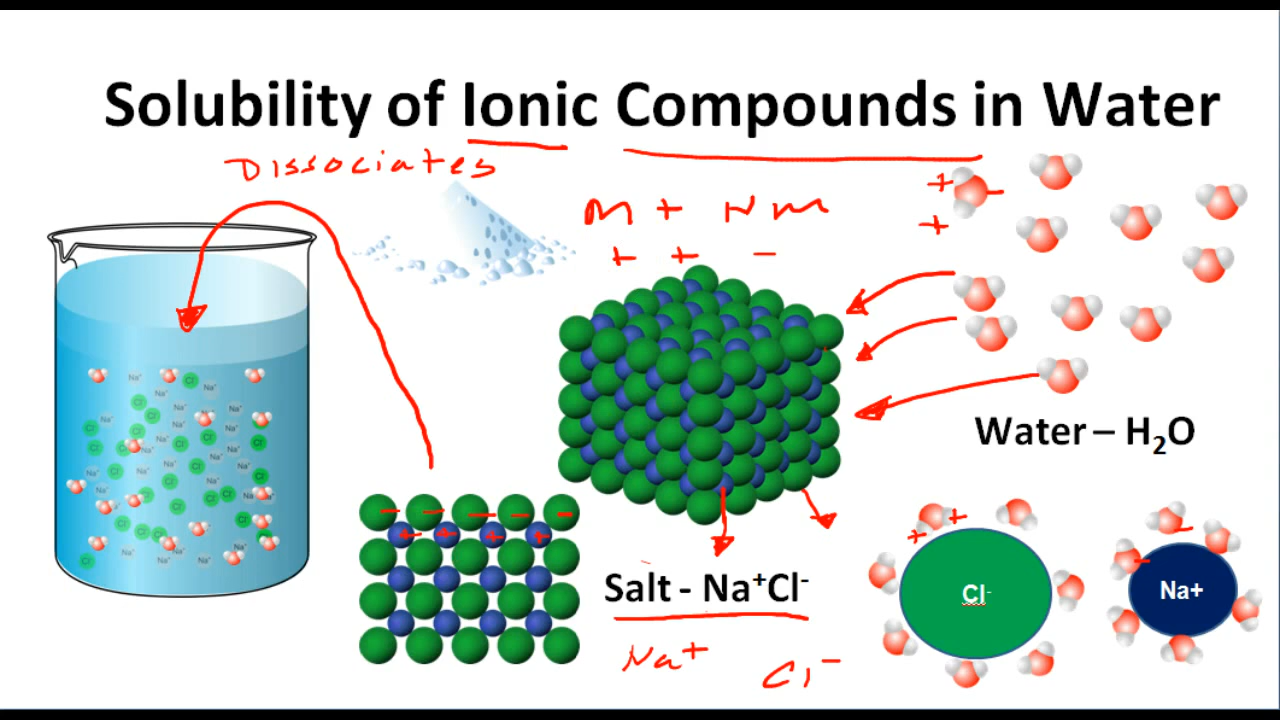 Solubility of Ionic Compounds in Water
Dissociates
M + Nm
+ + -
+ -
+
Water – H₂O
- - - - -
+ + + +
Salt - Na⁺Cl⁻
Na⁺ Cl⁻
+ +
Cl⁻
-
-
Na+